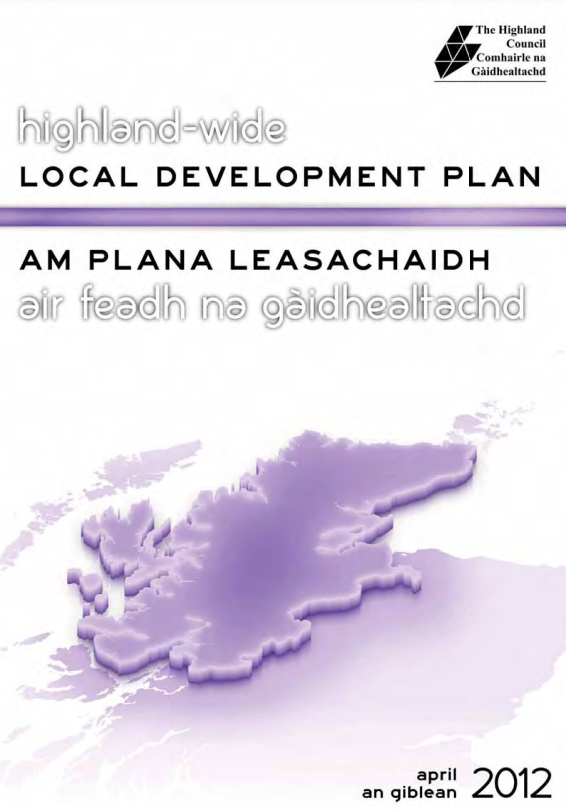 The Highland
Council
Comhairle na
Gàidhealtachd
highland-wide
LOCAL DEVELOPMENT PLAN
AM PLANA LEASACHAIDH
air feadh na gàidhealtachd
april
an giblean 2012